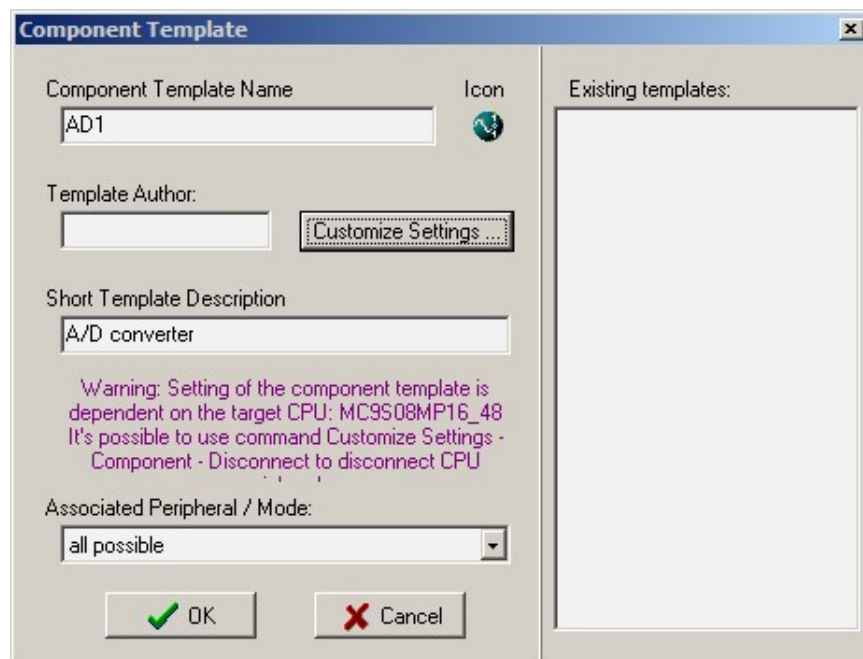 Component Template
Component Template Name
Icon
Existing templates:
AD1
Template Author:
Customize Settings ...
Short Template Description
A/D converter
Warning: Setting of the component template is
dependent on the target CPU: MC9S08MP16_48
It's possible to use command Customize Settings -
Component - Disconnect to disconnect CPU
Associated Peripheral / Mode:
all possible
OK
Cancel